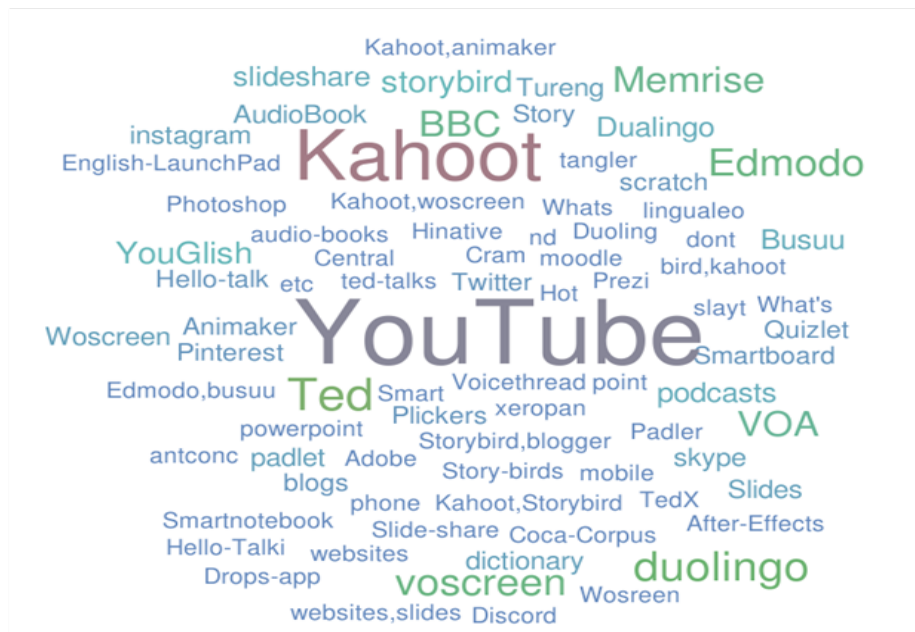 Kahoot,animaker
slideshare storybird Tureng Memrise
AudioBook BBC Story Dualingo
instagram Kahoot tangler Edmodo
English-LaunchPad scratch
Photoshop Kahoot,woscreen Whats lingualeo
audio-books Hinative nd Duoling dont Busuu
YouGlish Central Cram moodle bird,kahoot
Hello-talk etc ted-talks Twitter Hot Prezi
slayt What's
Woscreen Animaker YouTube Quizlet
Pinterest Smartboard
Edmodo,busuu Ted Smart Voicethread point podcasts
Plickers xeropan VOA
powerpoint Storybird,blogger Padler
antconc padlet Adobe Story-birds mobile skype
blogs Slides
phone Kahoot,Storybird TedX
Smartnotebook Slide-share Coca-Corpus After-Effects
Hello-Talki websites dictionary duolingo
Drops-app voscreen Wosreen
websites,slides Discord